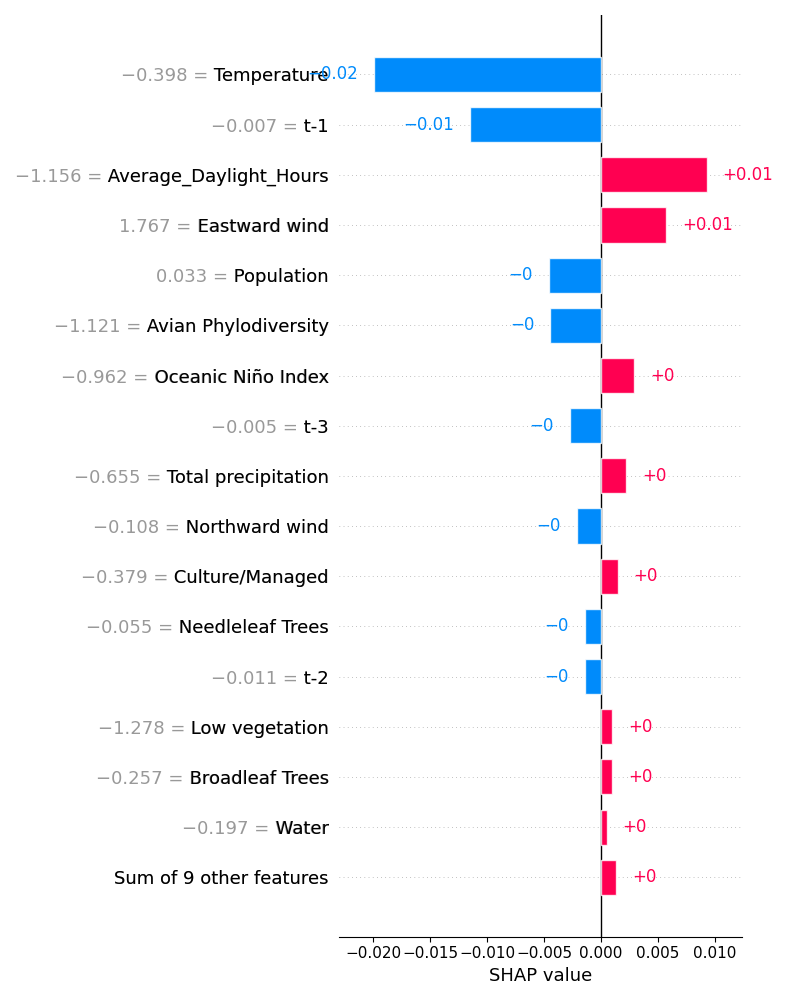 −0.398 = Temperature −0.02
−0.007 = t-1 −0.01
−1.156 = Average_Daylight_Hours +0.01
1.767 = Eastward wind +0.01
0.033 = Population −0
−1.121 = Avian Phylodiversity −0
−0.962 = Oceanic Niño Index +0
−0.005 = t-3 −0
−0.655 = Total precipitation +0
−0.108 = Northward wind −0
−0.379 = Culture/Managed +0
−0.055 = Needleleaf Trees −0
−0.011 = t-2 −0
−1.278 = Low vegetation +0
−0.257 = Broadleaf Trees +0
−0.197 = Water +0
Sum of 9 other features +0
−0.020 −0.015 −0.010 −0.005 0.000 0.005 0.010
SHAP value